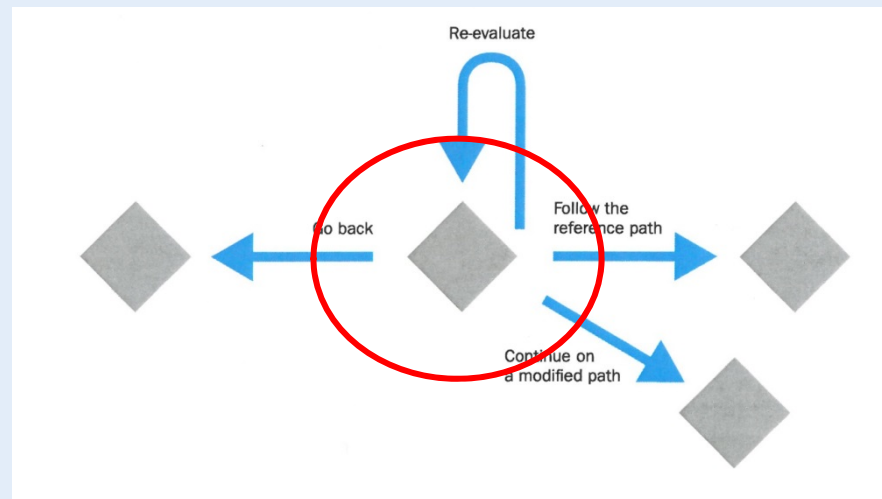 Re-evaluate
Go back
Follow the
reference path
Continue on
a modified path